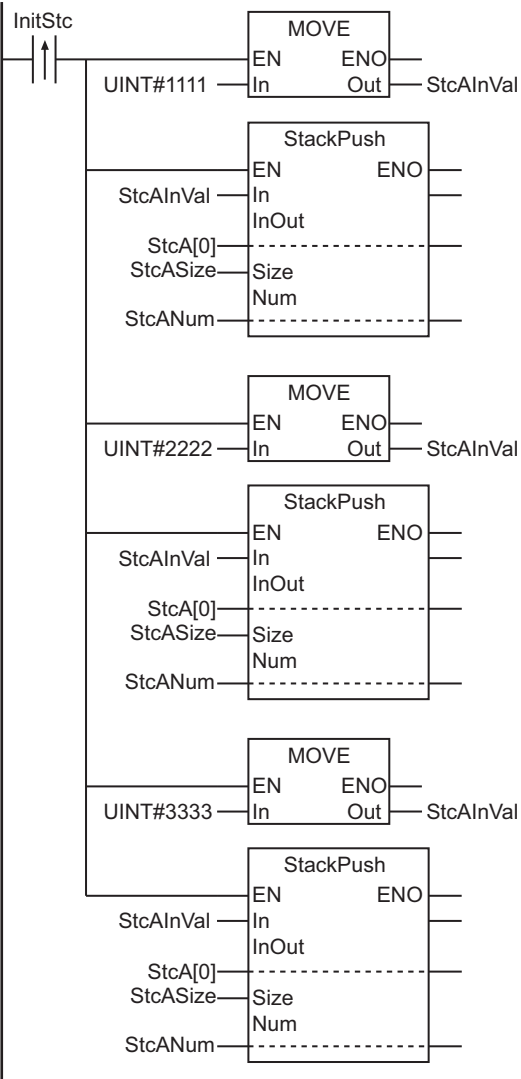 InitStc
MOVE
EN ENO
UINT#1111 In Out StcAInVal
StackPush
EN ENO
StcAInVal In
InOut
StcA[0]
StcASize Size
Num
StcANum
MOVE
EN ENO
UINT#2222 In Out StcAInVal
StackPush
EN ENO
StcAInVal In
InOut
StcA[0]
StcASize Size
Num
StcANum
MOVE
EN ENO
UINT#3333 In Out StcAInVal
StackPush
EN ENO
StcAInVal In
InOut
StcA[0]
StcASize Size
Num
StcANum